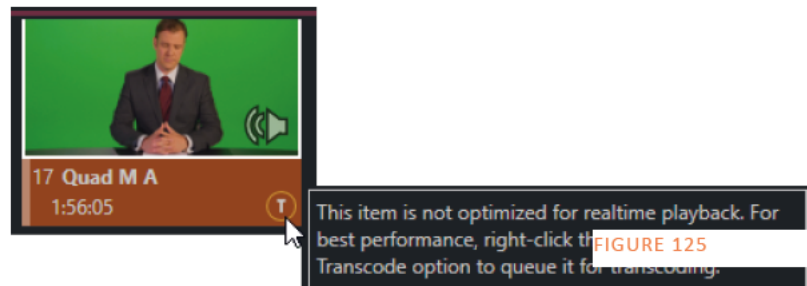 17 Quad M A
1:56:05
T
This item is not optimized for realtime playback. For
best performance, right-click
FIGURE 125
Transcode option to queue it for transcoding.